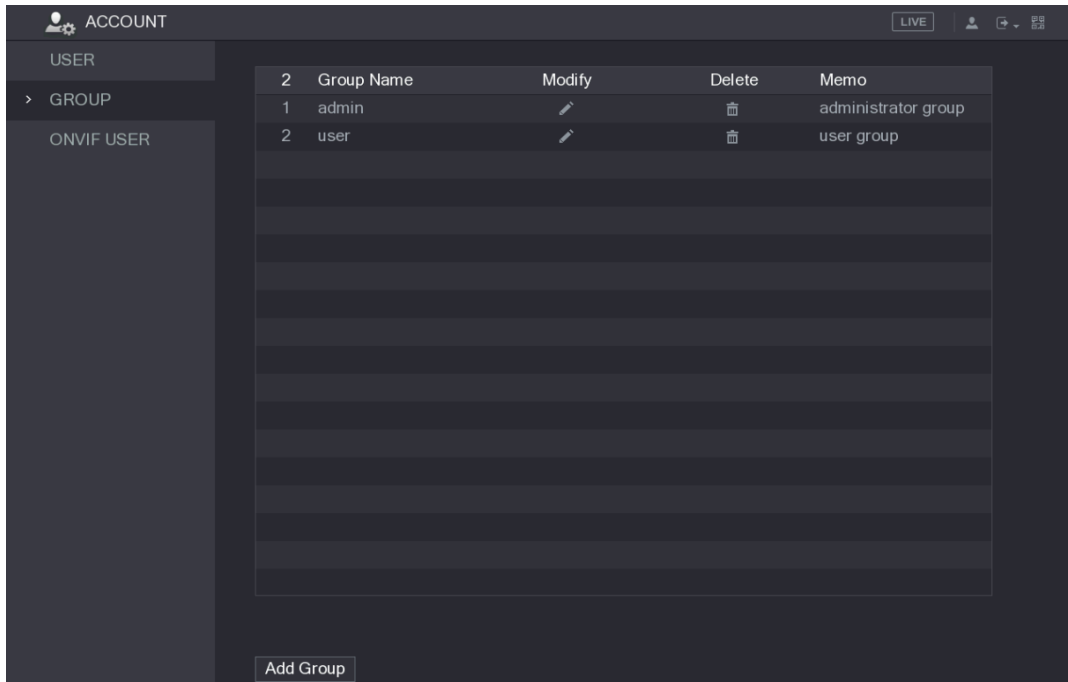 ACCOUNT LIVE
USER
GROUP
ONVIF USER
2 Group Name Modify Delete Memo
1 admin administrator group
2 user user group
Add Group